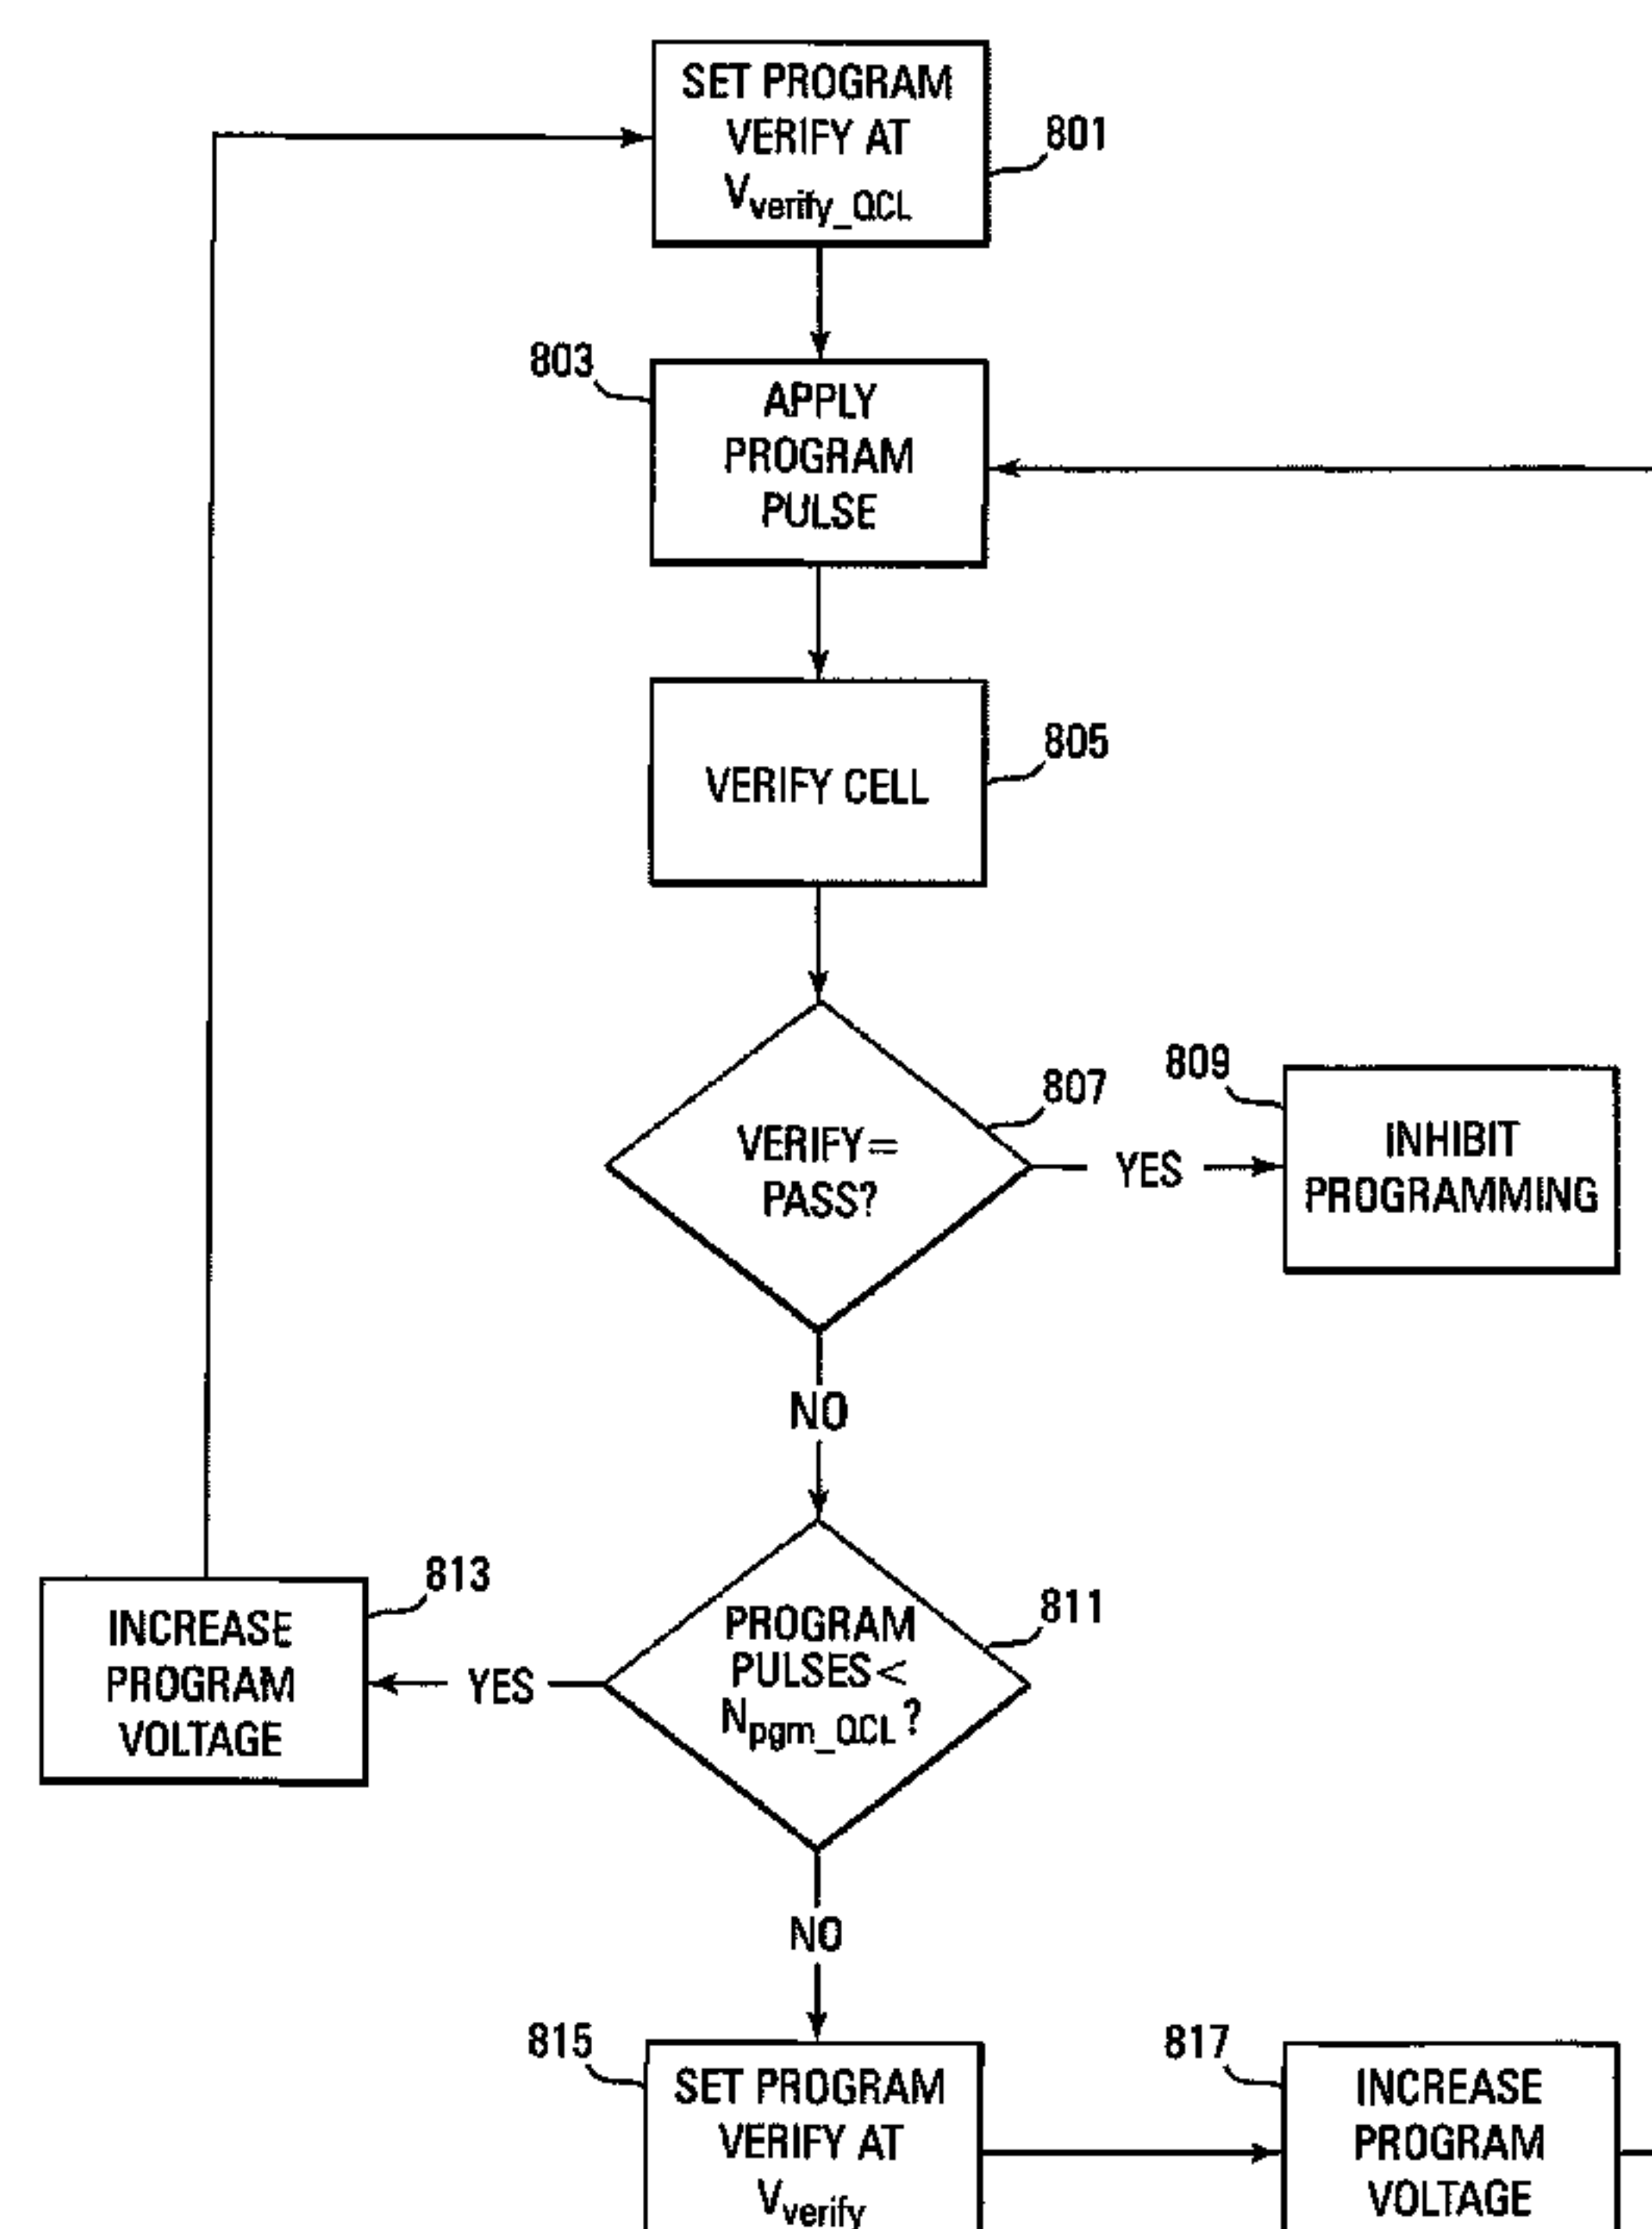 SET PROGRAM
VERIFY AT
Vverify_QCL
801
803
APPLY
PROGRAM
PULSE
VERIFY CELL
805
VERIFY=
PASS?
807
YES
809
INHIBIT
PROGRAMMING
NO
PROGRAM
PULSES<
Npgm_QCL?
811
YES
813
INCREASE
PROGRAM
VOLTAGE
NO
815
SET PROGRAM
VERIFY AT
Vverify
817
INCREASE
PROGRAM
VOLTAGE